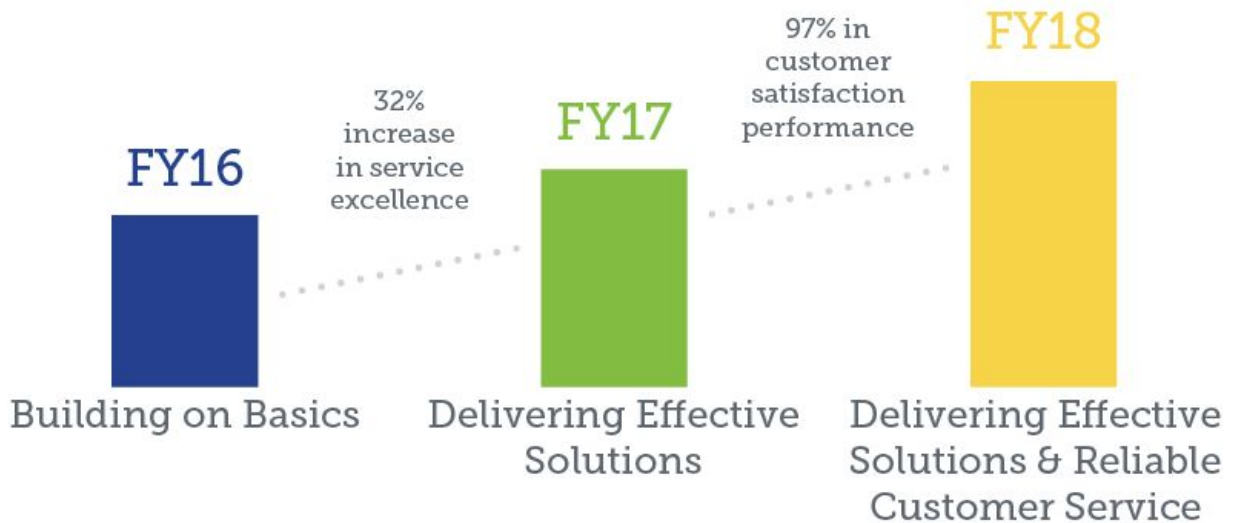 FY16
Building on Basics
32%
increase
in service
excellence
FY17
Delivering Effective
Solutions
97% in
customer
satisfaction
performance
FY18
Delivering Effective
Solutions & Reliable
Customer Service